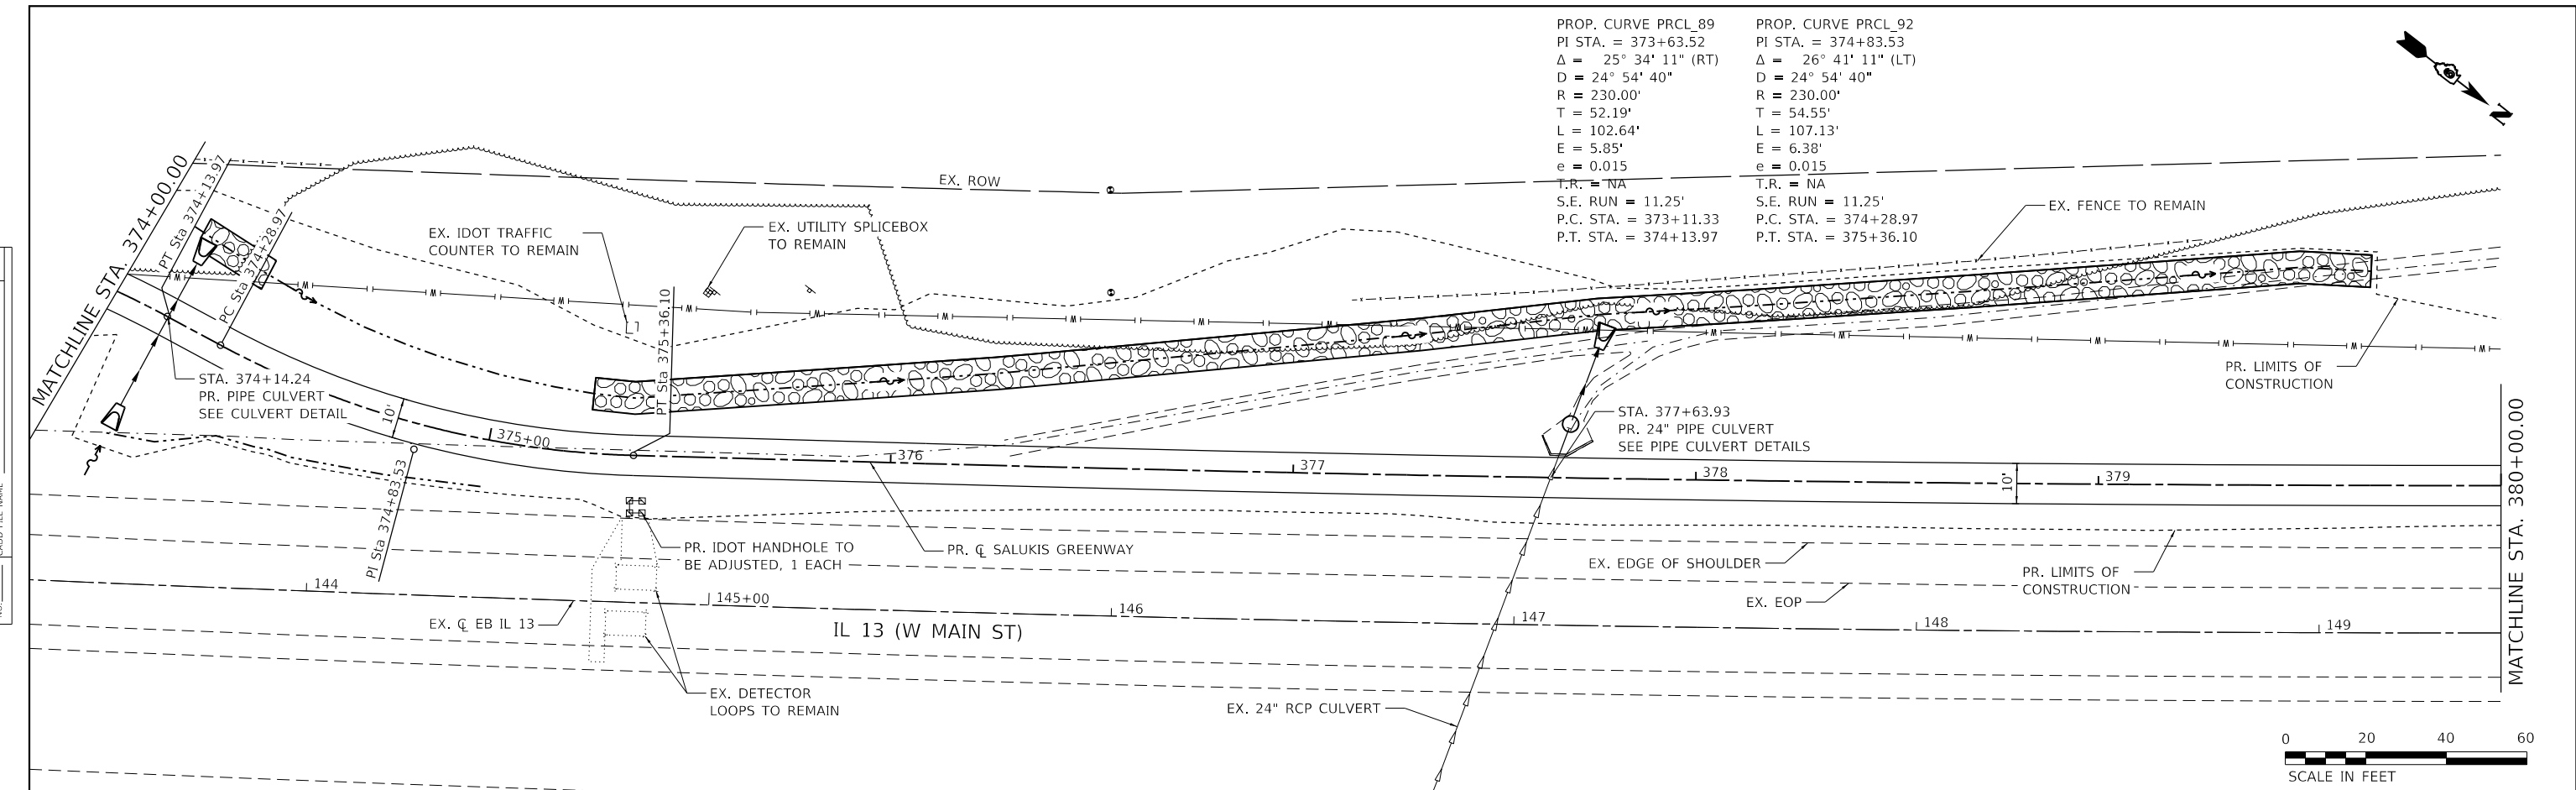 PROP. CURVE PRCL_89
PI STA. = 373+63.52
Δ = 25° 34' 11" (RT)
D = 24° 54' 40"
R = 230.00'
T = 52.19'
L = 102.64'
E = 5.85'
e = 0.015
T.R. = NA
S.E. RUN = 11.25'
P.C. STA. = 373+11.33
P.T. STA. = 374+13.97
PROP. CURVE PRCL_92
PI STA. = 374+83.53
Δ = 26° 41' 11" (LT)
D = 24° 54' 40"
R = 230.00'
T = 54.55'
L = 107.13'
E = 6.38'
e = 0.015
T.R. = NA
S.E. RUN = 11.25'
P.C. STA. = 374+28.97
P.T. STA. = 375+36.10
N
MATCHLINE STA. 374+00.00
PT Sta 374+13.97
PC Sta 374+28.97
EX. ROW
EX. IDOT TRAFFIC
COUNTER TO REMAIN
EX. UTILITY SPLICEBOX
TO REMAIN
EX. FENCE TO REMAIN
PT Sta 375+36.10
W W W W W W W W W W W W W W W
PR. LIMITS OF
CONSTRUCTION
STA. 374+14.24
PR. PIPE CULVERT
SEE CULVERT DETAIL
10'
375+00
376
377
378
379
10'
STA. 377+63.93
PR. 24" PIPE CULVERT
SEE PIPE CULVERT DETAILS
PI Sta 374+83.53
PR. IDOT HANDHOLE TO
BE ADJUSTED, 1 EACH
PR. ℄ SALUKIS GREENWAY
EX. EDGE OF SHOULDER
EX. EOP
PR. LIMITS OF
CONSTRUCTION
MATCHLINE STA. 380+00.00
144
145+00
146
147
148
149
EX. ℄ EB IL 13
IL 13 (W MAIN ST)
EX. DETECTOR
LOOPS TO REMAIN
EX. 24" RCP CULVERT
0 20 40 60
SCALE IN FEET